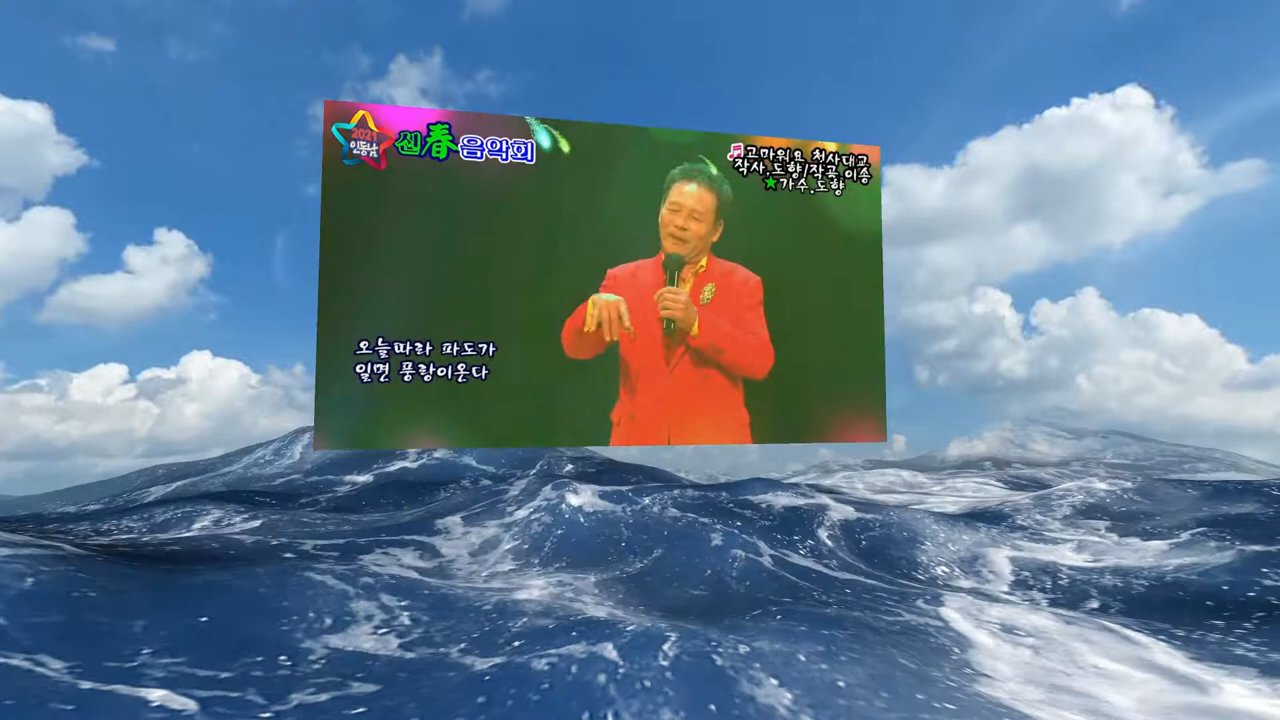 2021
인동남
신春음악회
고마워요 천사대교
작사,도향/작곡,이종
★가수,도향
오늘따라 파도가
일면 풍랑이온다